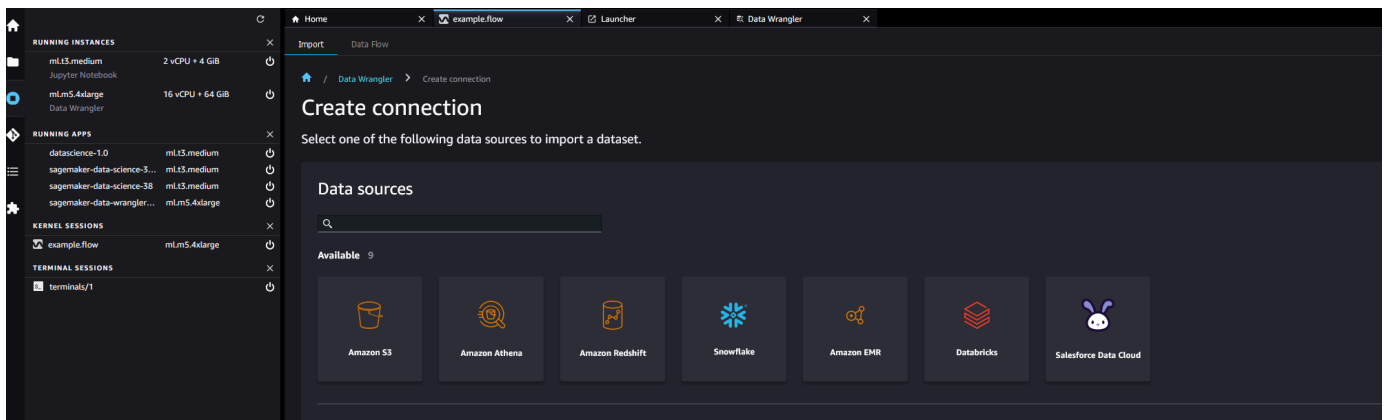 Home
example.flow
Launcher
Data Wrangler
RUNNING INSTANCES
ml.t3.medium 2 vCPU + 4 GiB
Jupyter Notebook
ml.m5.4xlarge 16 vCPU + 64 GiB
Data Wrangler
RUNNING APPS
datascience-1.0 ml.t3.medium
sagemaker-data-science-3... ml.t3.medium
sagemaker-data-science-38 ml.t3.medium
sagemaker-data-wrangler... ml.m5.4xlarge
KERNEL SESSIONS
example.flow ml.m5.4xlarge
TERMINAL SESSIONS
terminals/1
Import Data Flow
/ Data Wrangler > Create connection
Create connection
Select one of the following data sources to import a dataset.
Data sources
Available 9
Amazon S3
Amazon Athena
Amazon Redshift
Snowflake
Amazon EMR
Databricks
Salesforce Data Cloud